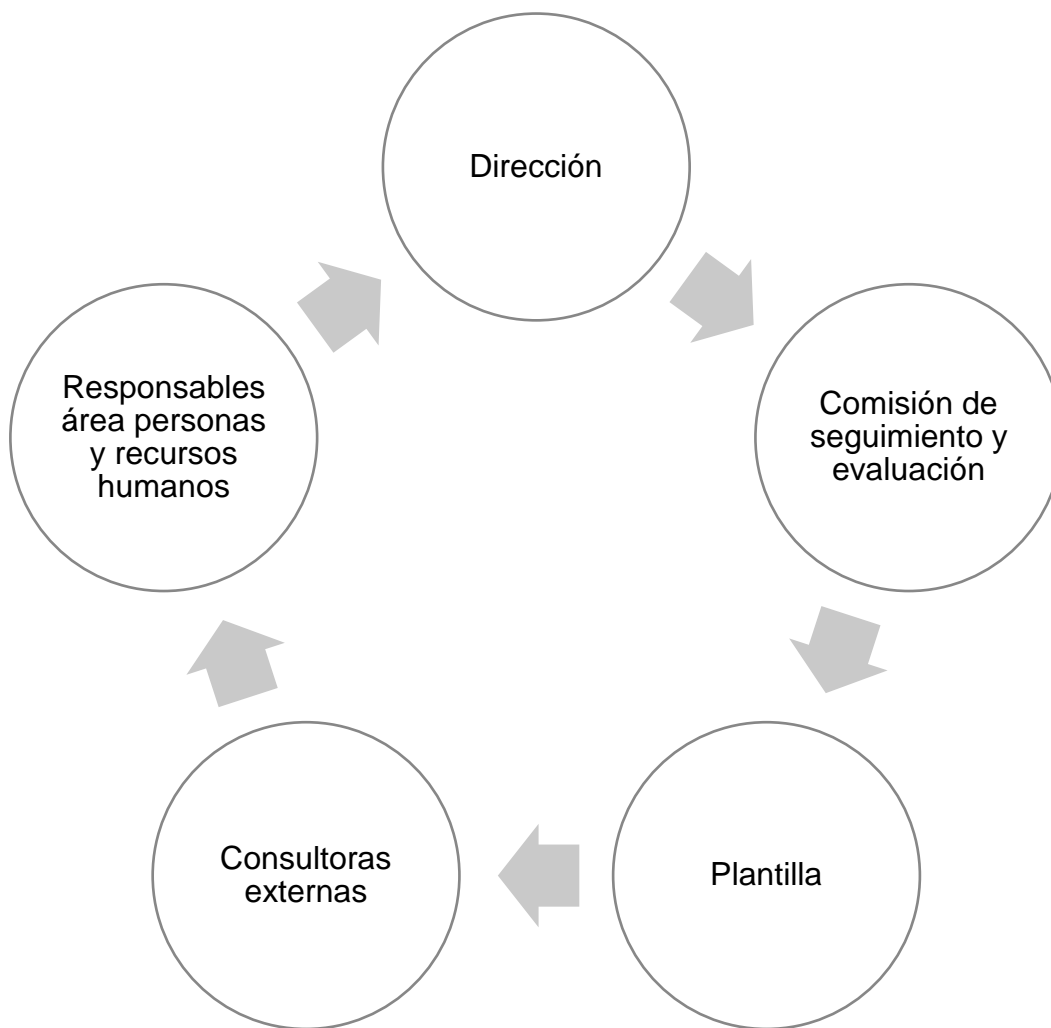 Dirección
Comisión de
seguimiento y
evaluación
Plantilla
Consultoras
externas
Responsables
área personas
y recursos
humanos